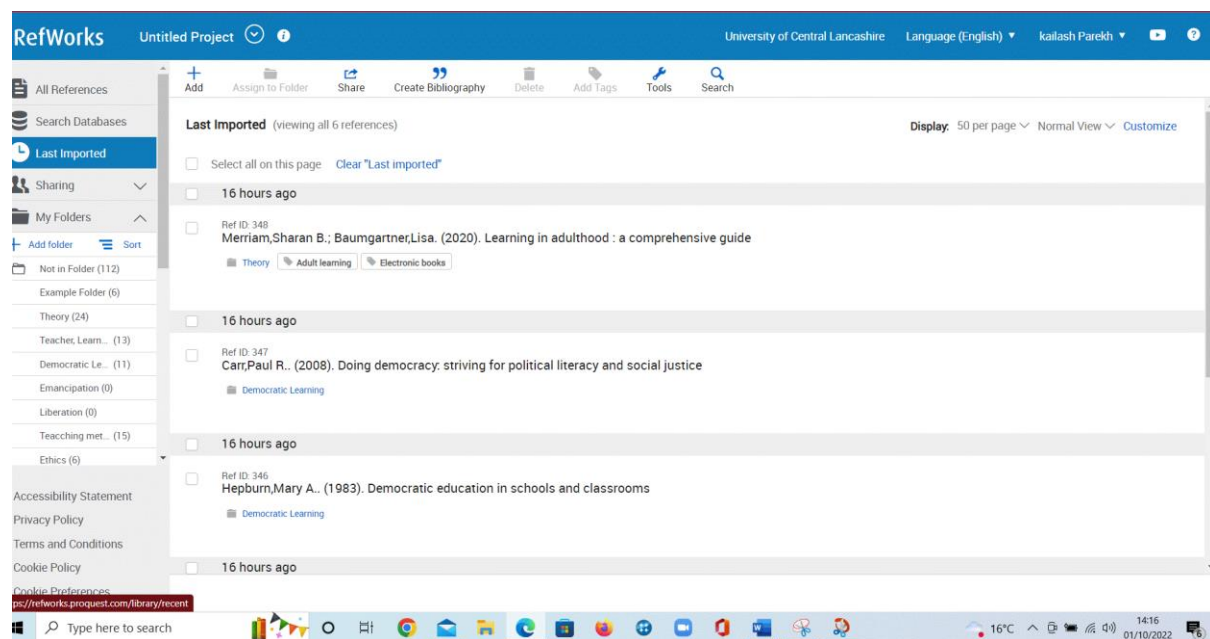 RefWorks Untitled Project University of Central Lancashire Language (English) kailash Parekh
All References
Search Databases
Last Imported
Sharing
My Folders
Add folder Sort
Not in Folder (112)
Example Folder (6)
Theory (24)
Teacher, Learn... (13)
Democratic Le... (11)
Emancipation (0)
Liberation (0)
Teacching met... (15)
Ethics (6)
Accessibility Statement
Privacy Policy
Terms and Conditions
Cookie Policy
Cookie Preferences
ps://refworks.proquest.com/library/recent
Add Assign to Folder Share Create Bibliography Delete Add Tags Tools Search
Last Imported (viewing all 6 references) Display: 50 per page Normal View Customize
Select all on this page Clear "Last imported"
16 hours ago
Ref ID: 348
Merriam,Sharan B.; Baumgartner,Lisa. (2020). Learning in adulthood : a comprehensive guide
Theory Adult learning Electronic books
16 hours ago
Ref ID: 347
Carr,Paul R.. (2008). Doing democracy: striving for political literacy and social justice
Democratic Learning
16 hours ago
Ref ID: 346
Hepburn,Mary A.. (1983). Democratic education in schools and classrooms
Democratic Learning
16 hours ago
Type here to search 16°C 14:16
01/10/2022 6